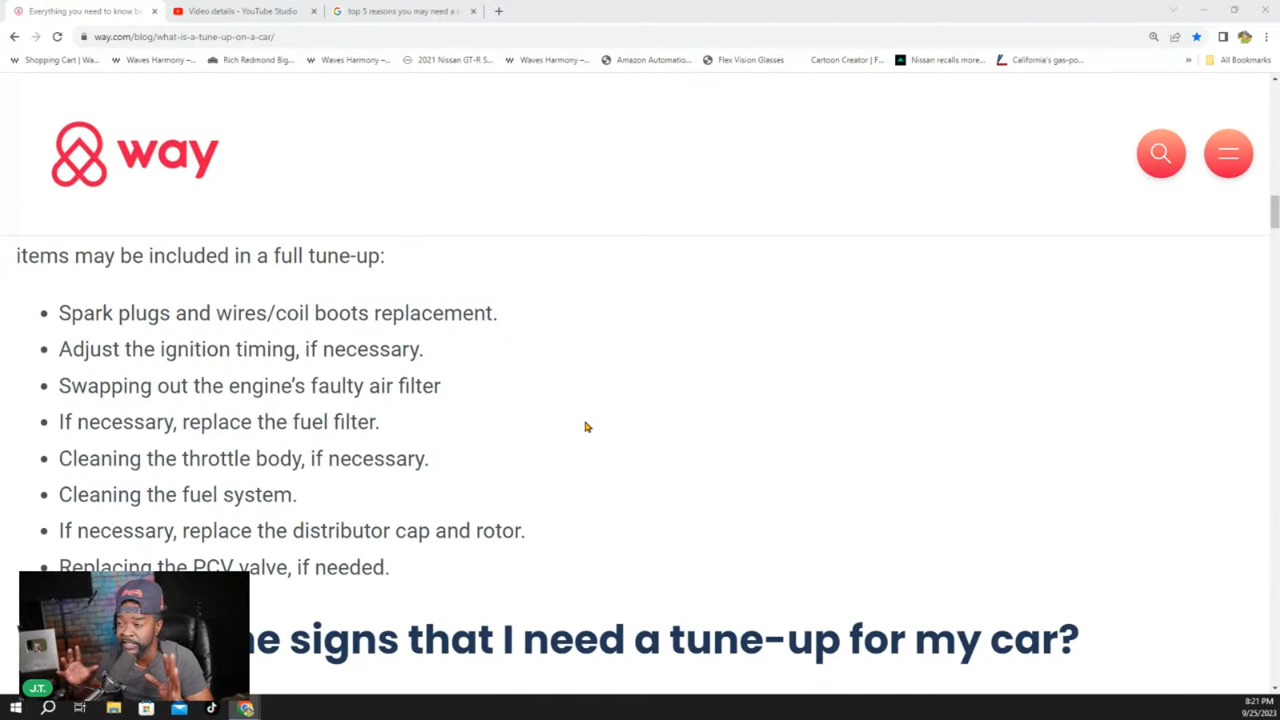 Everything you need to know be
Video details - YouTube Studio
top 5 reasons you may need a
way.com/blog/what-is-a-tune-up-on-a-car/
Shopping Cart | Wa...
Waves Harmony –...
Rich Redmond Big...
Waves Harmony –...
2021 Nissan GT-R S...
Waves Harmony –...
Amazon Automatio...
Flex Vision Glasses
Cartoon Creator | F...
Nissan recalls more...
California's gas-po...
All Bookmarks
way
items may be included in a full tune-up:
Spark plugs and wires/coil boots replacement.
Adjust the ignition timing, if necessary.
Swapping out the engine's faulty air filter
If necessary, replace the fuel filter.
Cleaning the throttle body, if necessary.
Cleaning the fuel system.
If necessary, replace the distributor cap and rotor.
Replacing the PCV valve, if needed.
signs that I need a tune-up for my car?
J.T.
8:21 PM
9/25/2023